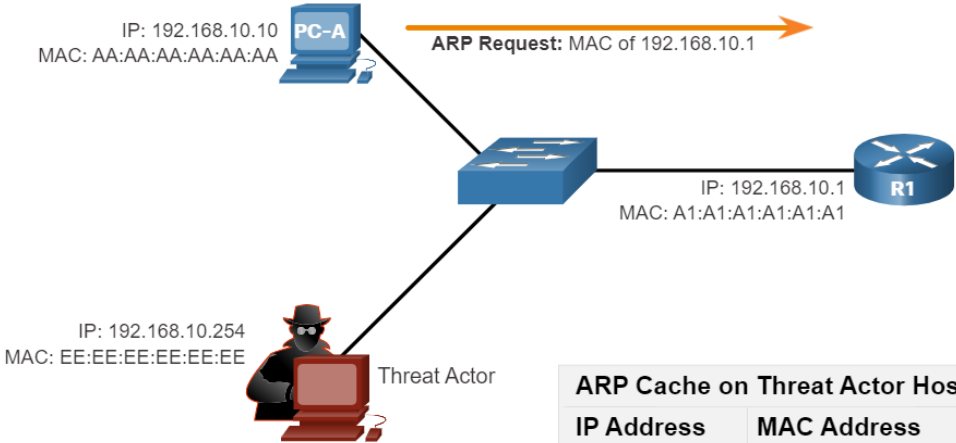 IP: 192.168.10.10
MAC: AA:AA:AA:AA:AA:AA
PC-A
ARP Request: MAC of 192.168.10.1
IP: 192.168.10.1
MAC: A1:A1:A1:A1:A1:A1
R1
IP: 192.168.10.254
MAC: EE:EE:EE:EE:EE:EE
Threat Actor
ARP Cache on Threat Actor Hos
IP Address MAC Address